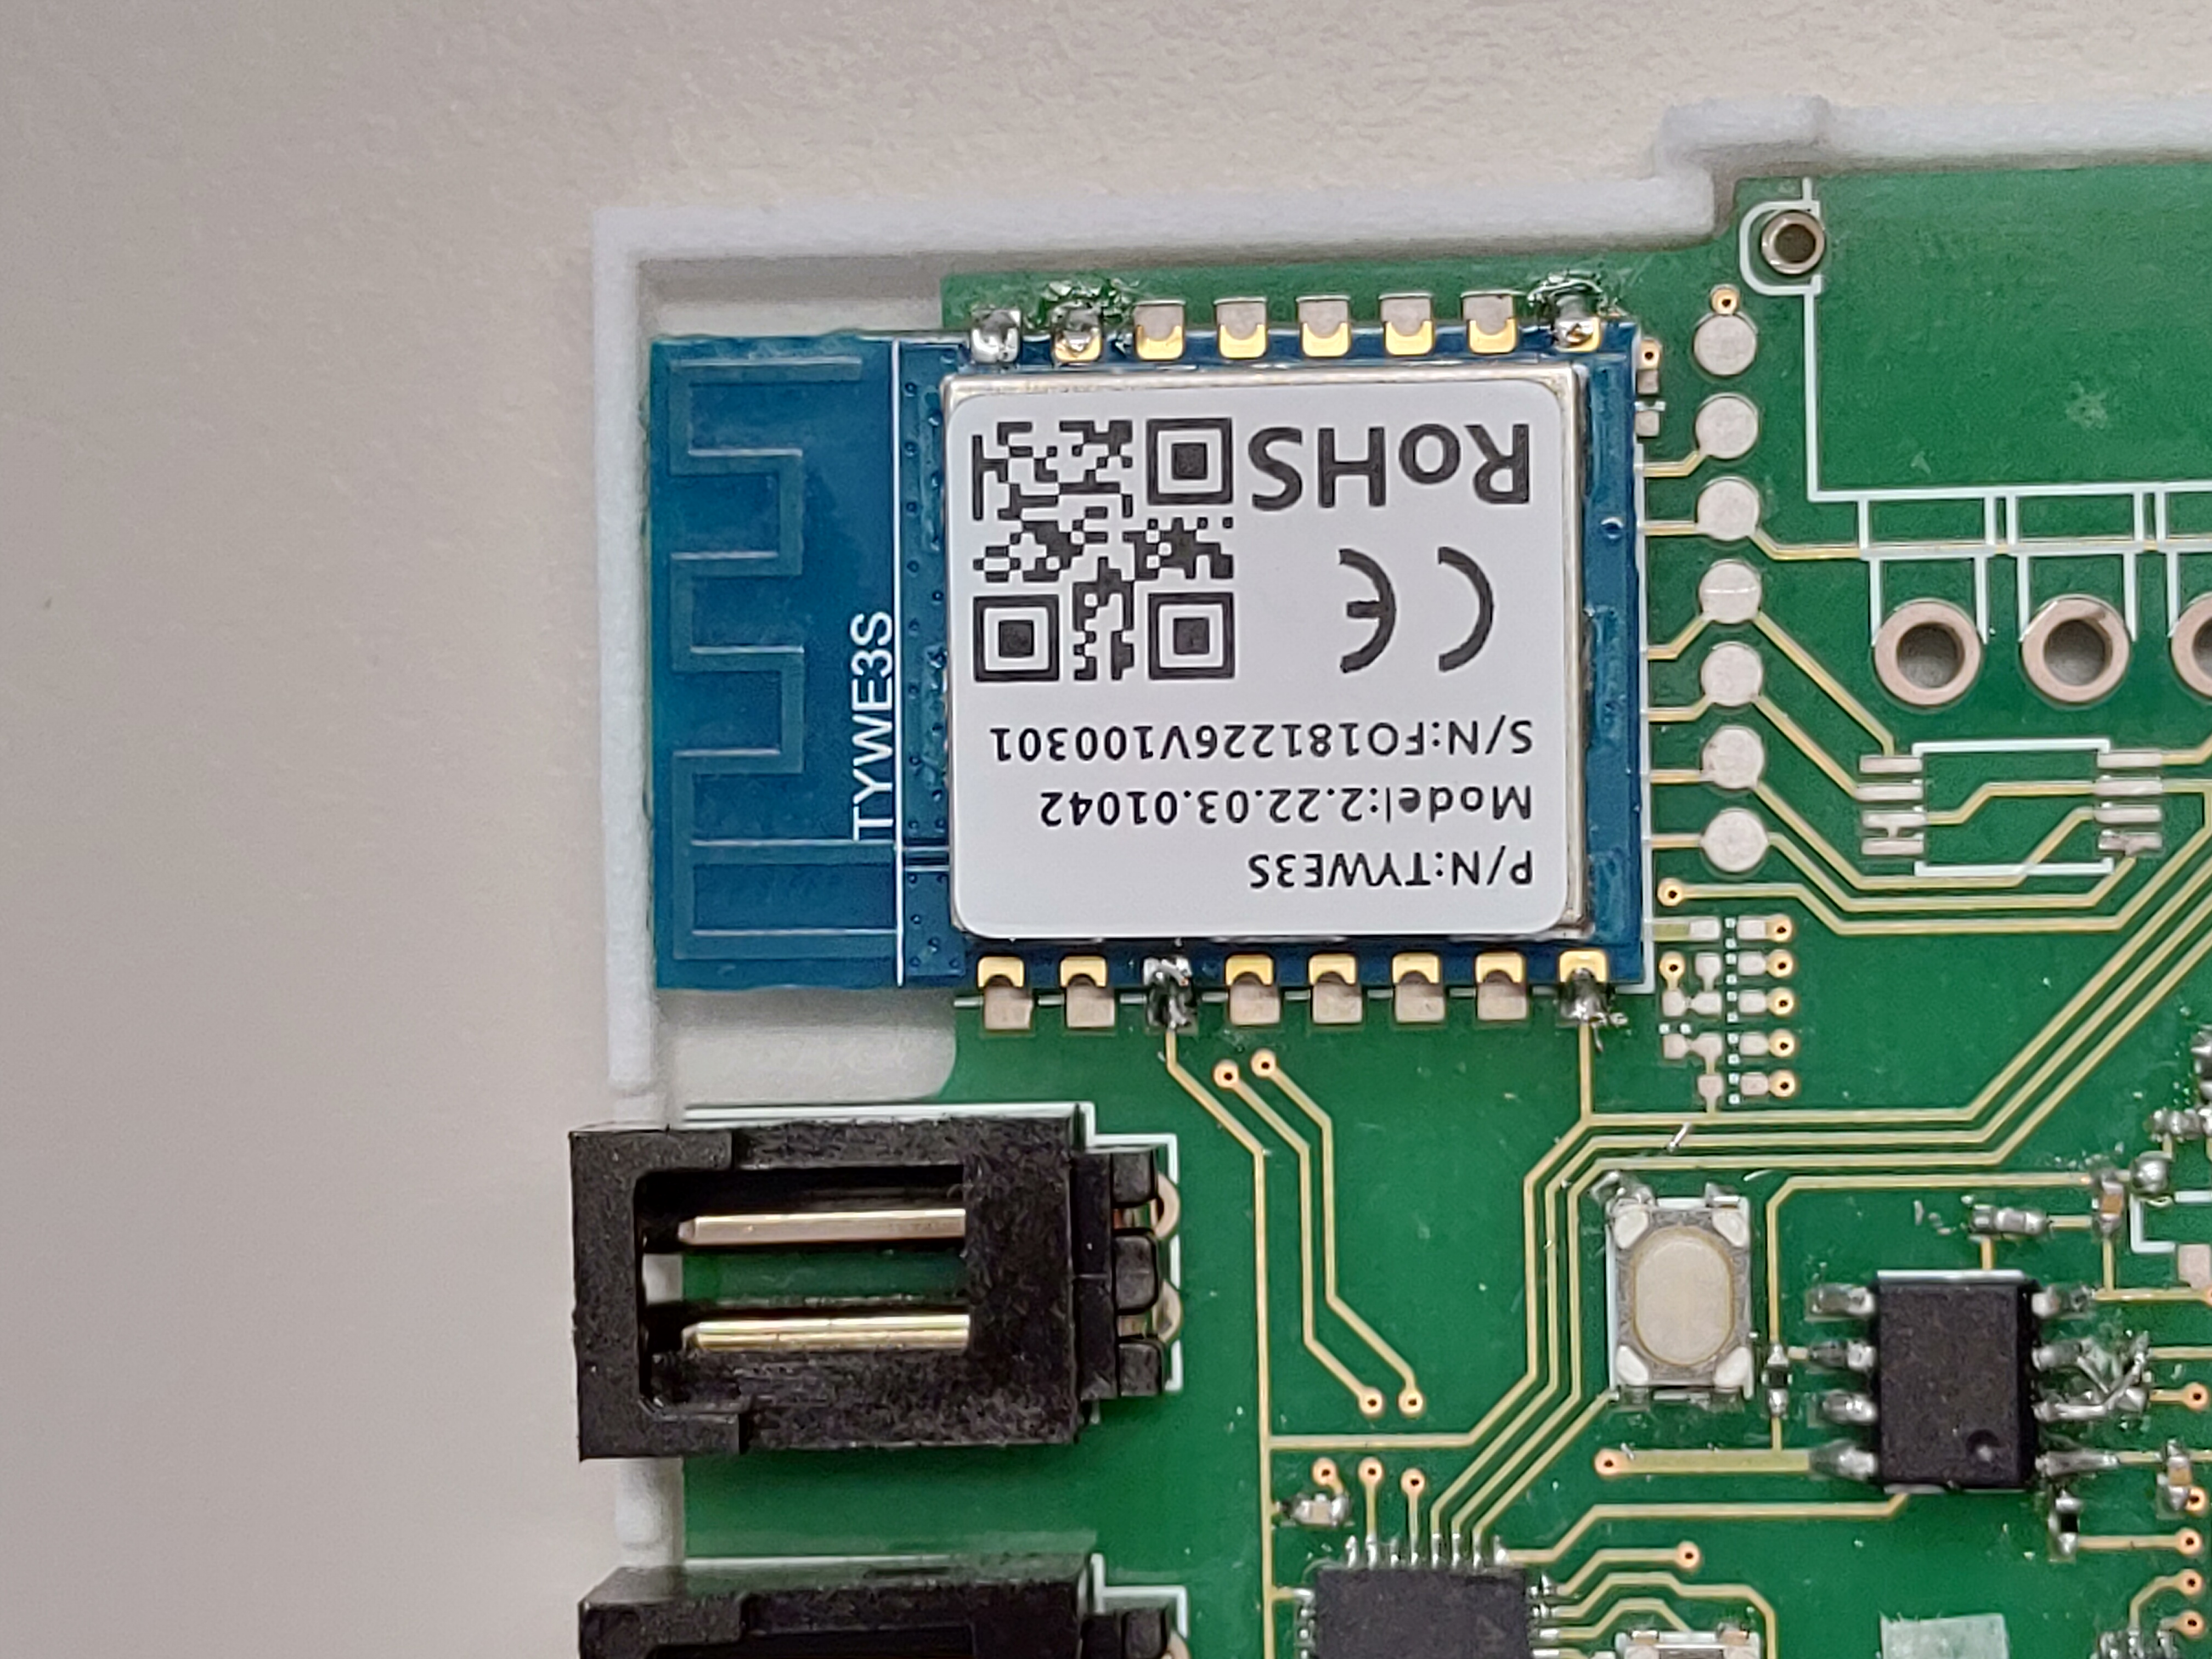 TYWE3S
P/N:TYWE3S
Model:2.22.03.01042
S/N:FO181226V100301
CE
RoHS